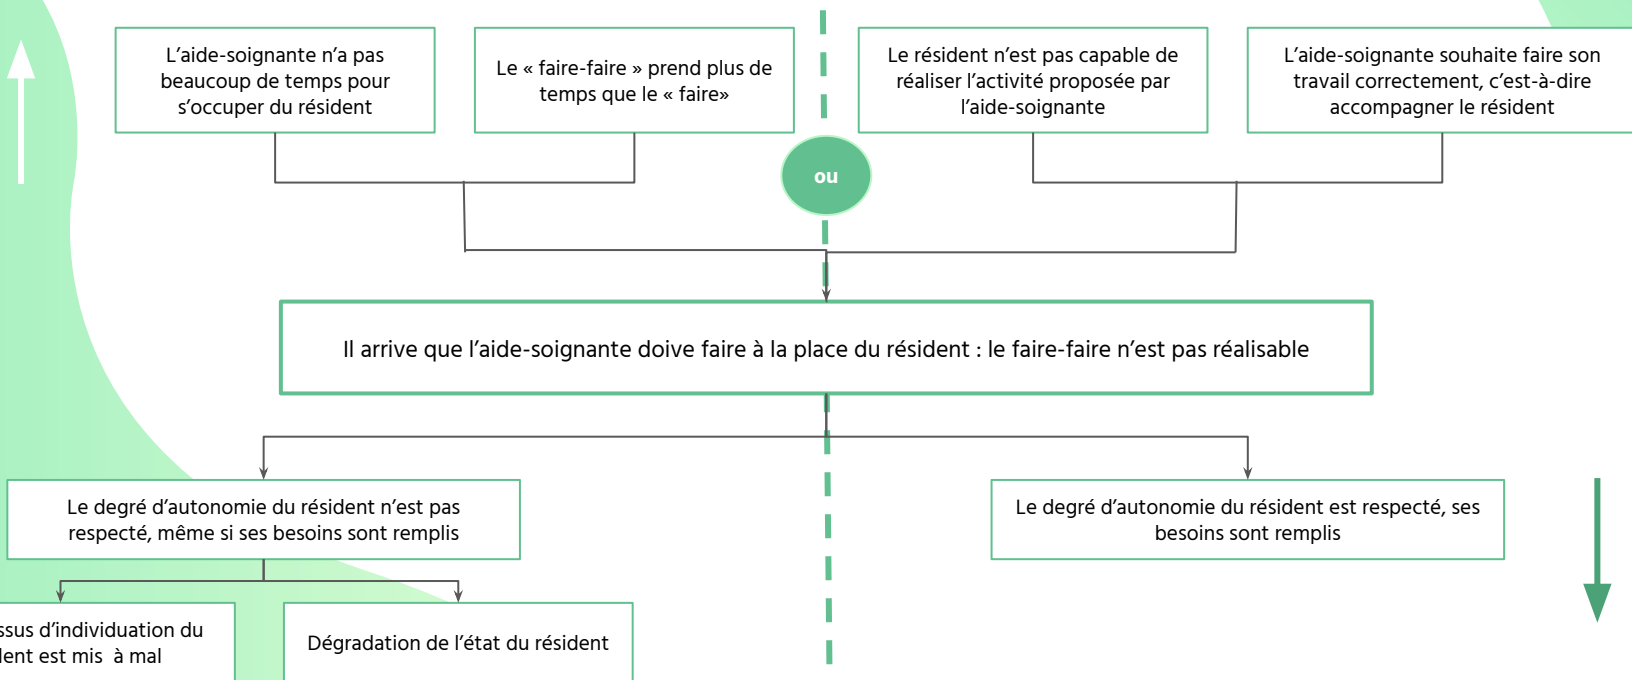 L’aide-soignante n’a pas
beaucoup de temps pour
s’occuper du résident
Le « faire-faire » prend plus de
temps que le « faire»
ou
Le résident n’est pas capable de
réaliser l’activité proposée par
l’aide-soignante
L’aide-soignante souhaite faire son
travail correctement, c’est-à-dire
accompagner le résident
Il arrive que l’aide-soignante doive faire à la place du résident : le faire-faire n’est pas réalisable
Le degré d’autonomie du résident n’est pas
respecté, même si ses besoins sont remplis
Le degré d’autonomie du résident est respecté, ses
besoins sont remplis
d’individuation du
est mis à mal
Dégradation de l’état du résident